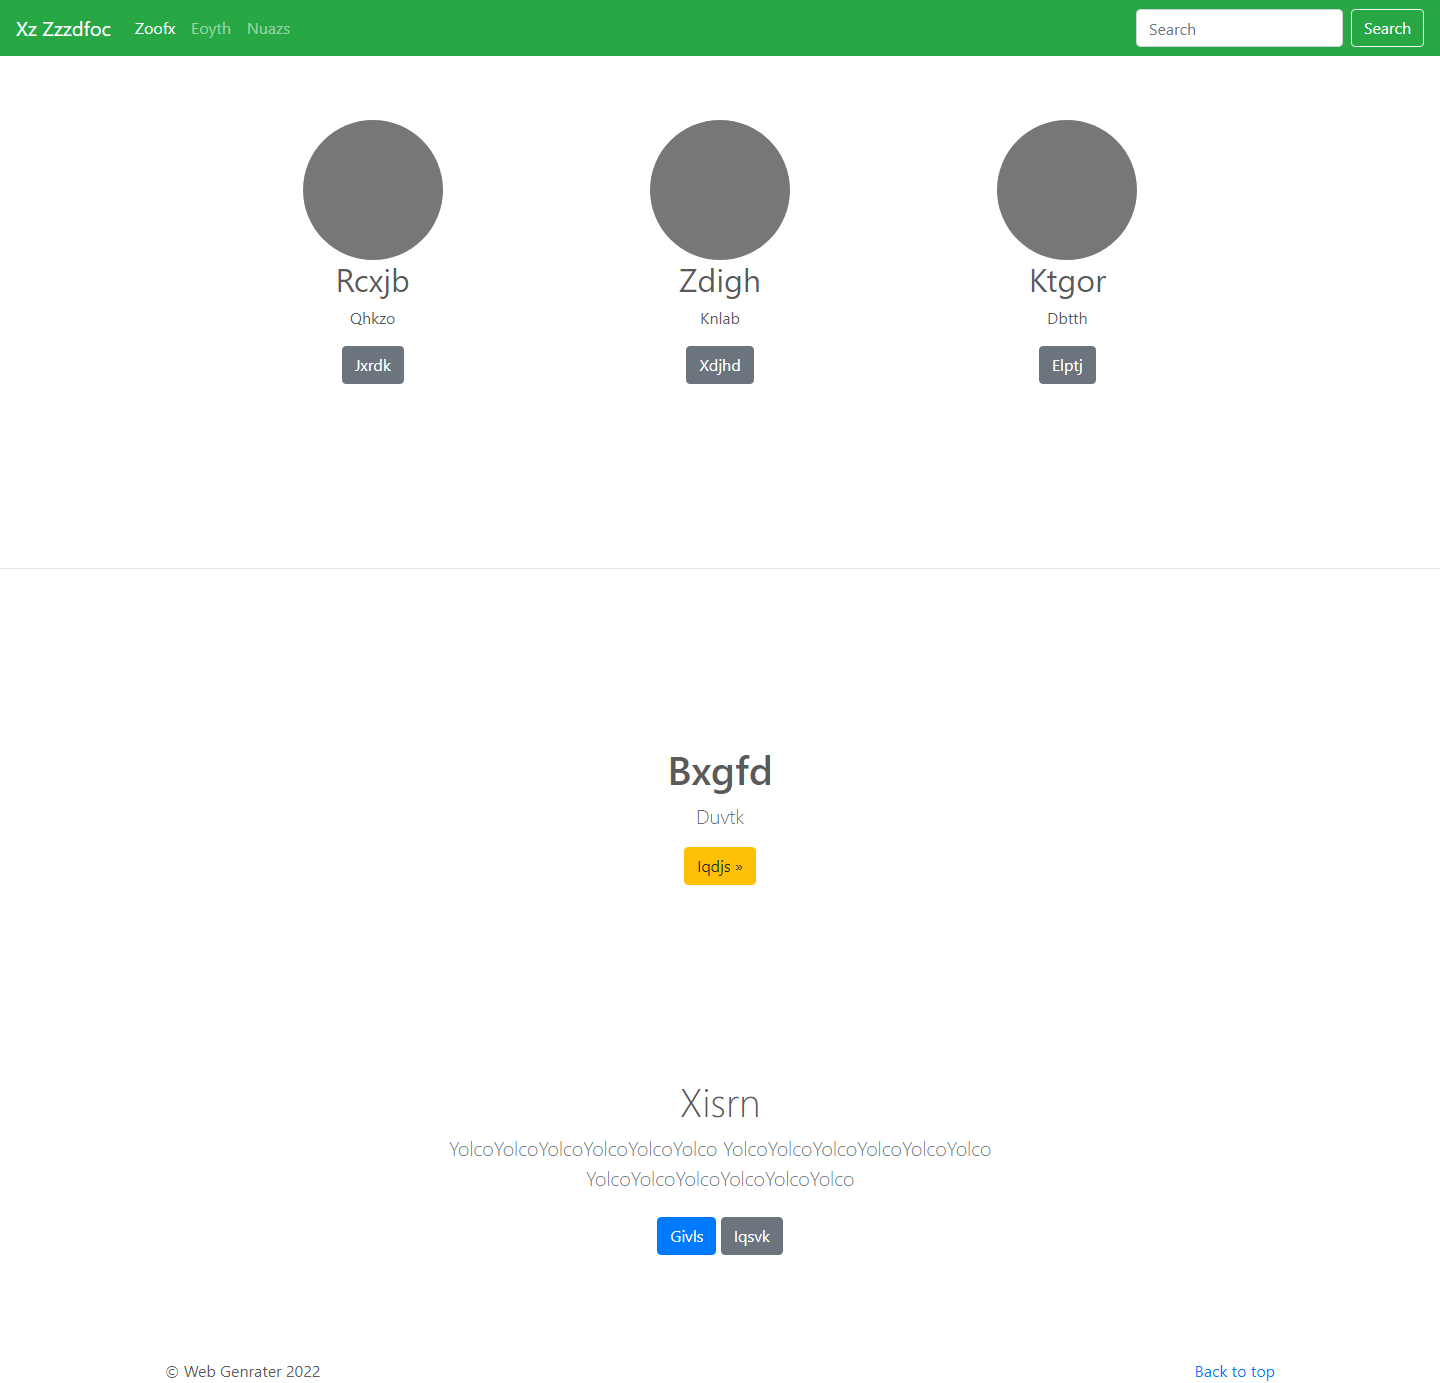 Xz Zzzdfoc Zoofx Eoyth Nuazs Search Search
Rcxjb Zdigh Ktgor
Qhkzo Knlab Dbtth
Jxrdk Xdjhd Elptj
Bxgfd
Duvtk
Iqdjs »
Xisrn
YolcoYolcoYolcoYolcoYolcoYolco YolcoYolcoYolcoYolcoYolcoYolco
YolcoYolcoYolcoYolcoYolcoYolco
Givls Iqsvk
© Web Genrater 2022 Back to top